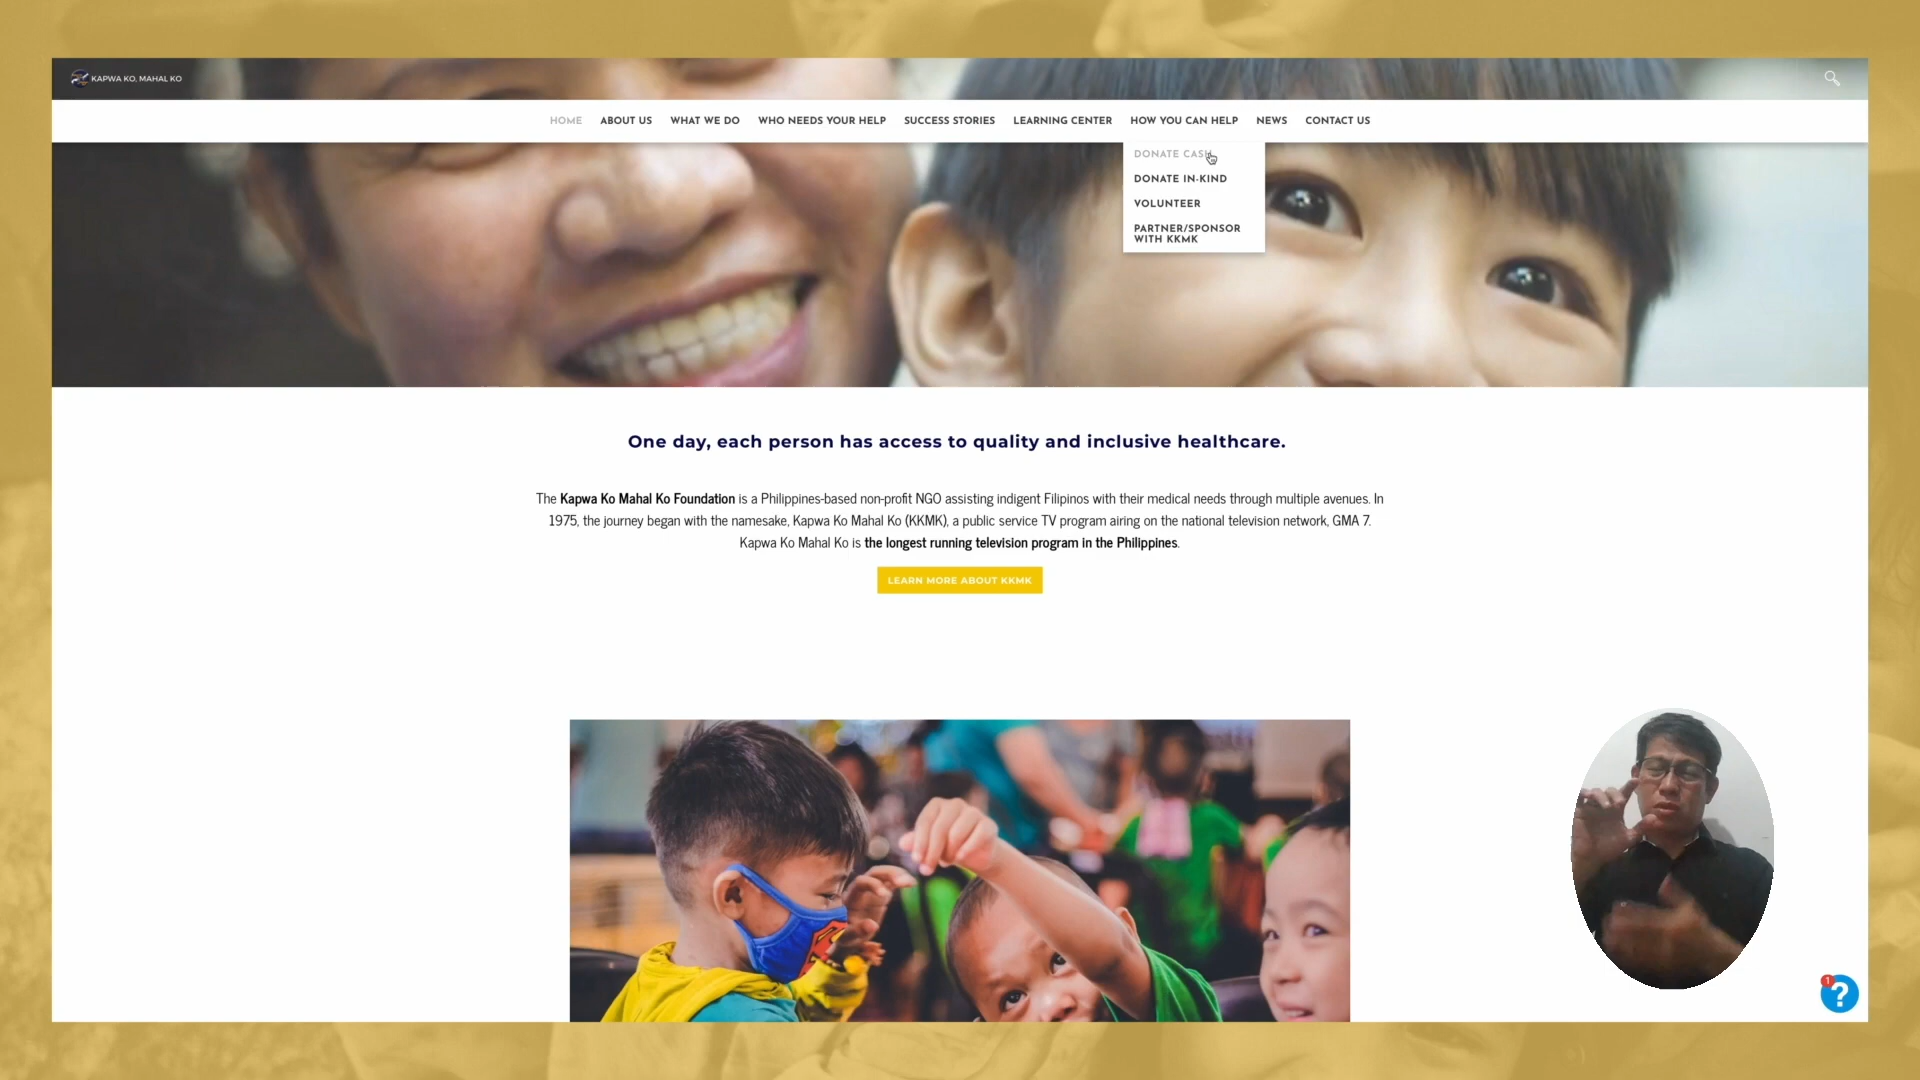 KAPWA KO, MAHAL KO
HOME ABOUT US WHAT WE DO WHO NEEDS YOUR HELP SUCCESS STORIES LEARNING CENTER HOW YOU CAN HELP NEWS CONTACT US
DONATE CASH
DONATE IN-KIND
VOLUNTEER
PARTNER/SPONSOR
WITH KKMK
One day, each person has access to quality and inclusive healthcare.
The Kapwa Ko Mahal Ko Foundation is a Philippines-based non-profit NGO assisting indigent Filipinos with their medical needs through multiple avenues. In
1975, the journey began with the namesake, Kapwa Ko Mahal Ko (KKMK), a public service TV program airing on the national television network, GMA 7.
Kapwa Ko Mahal Ko is the longest running television program in the Philippines.
LEARN MORE ABOUT KKMK
1
?